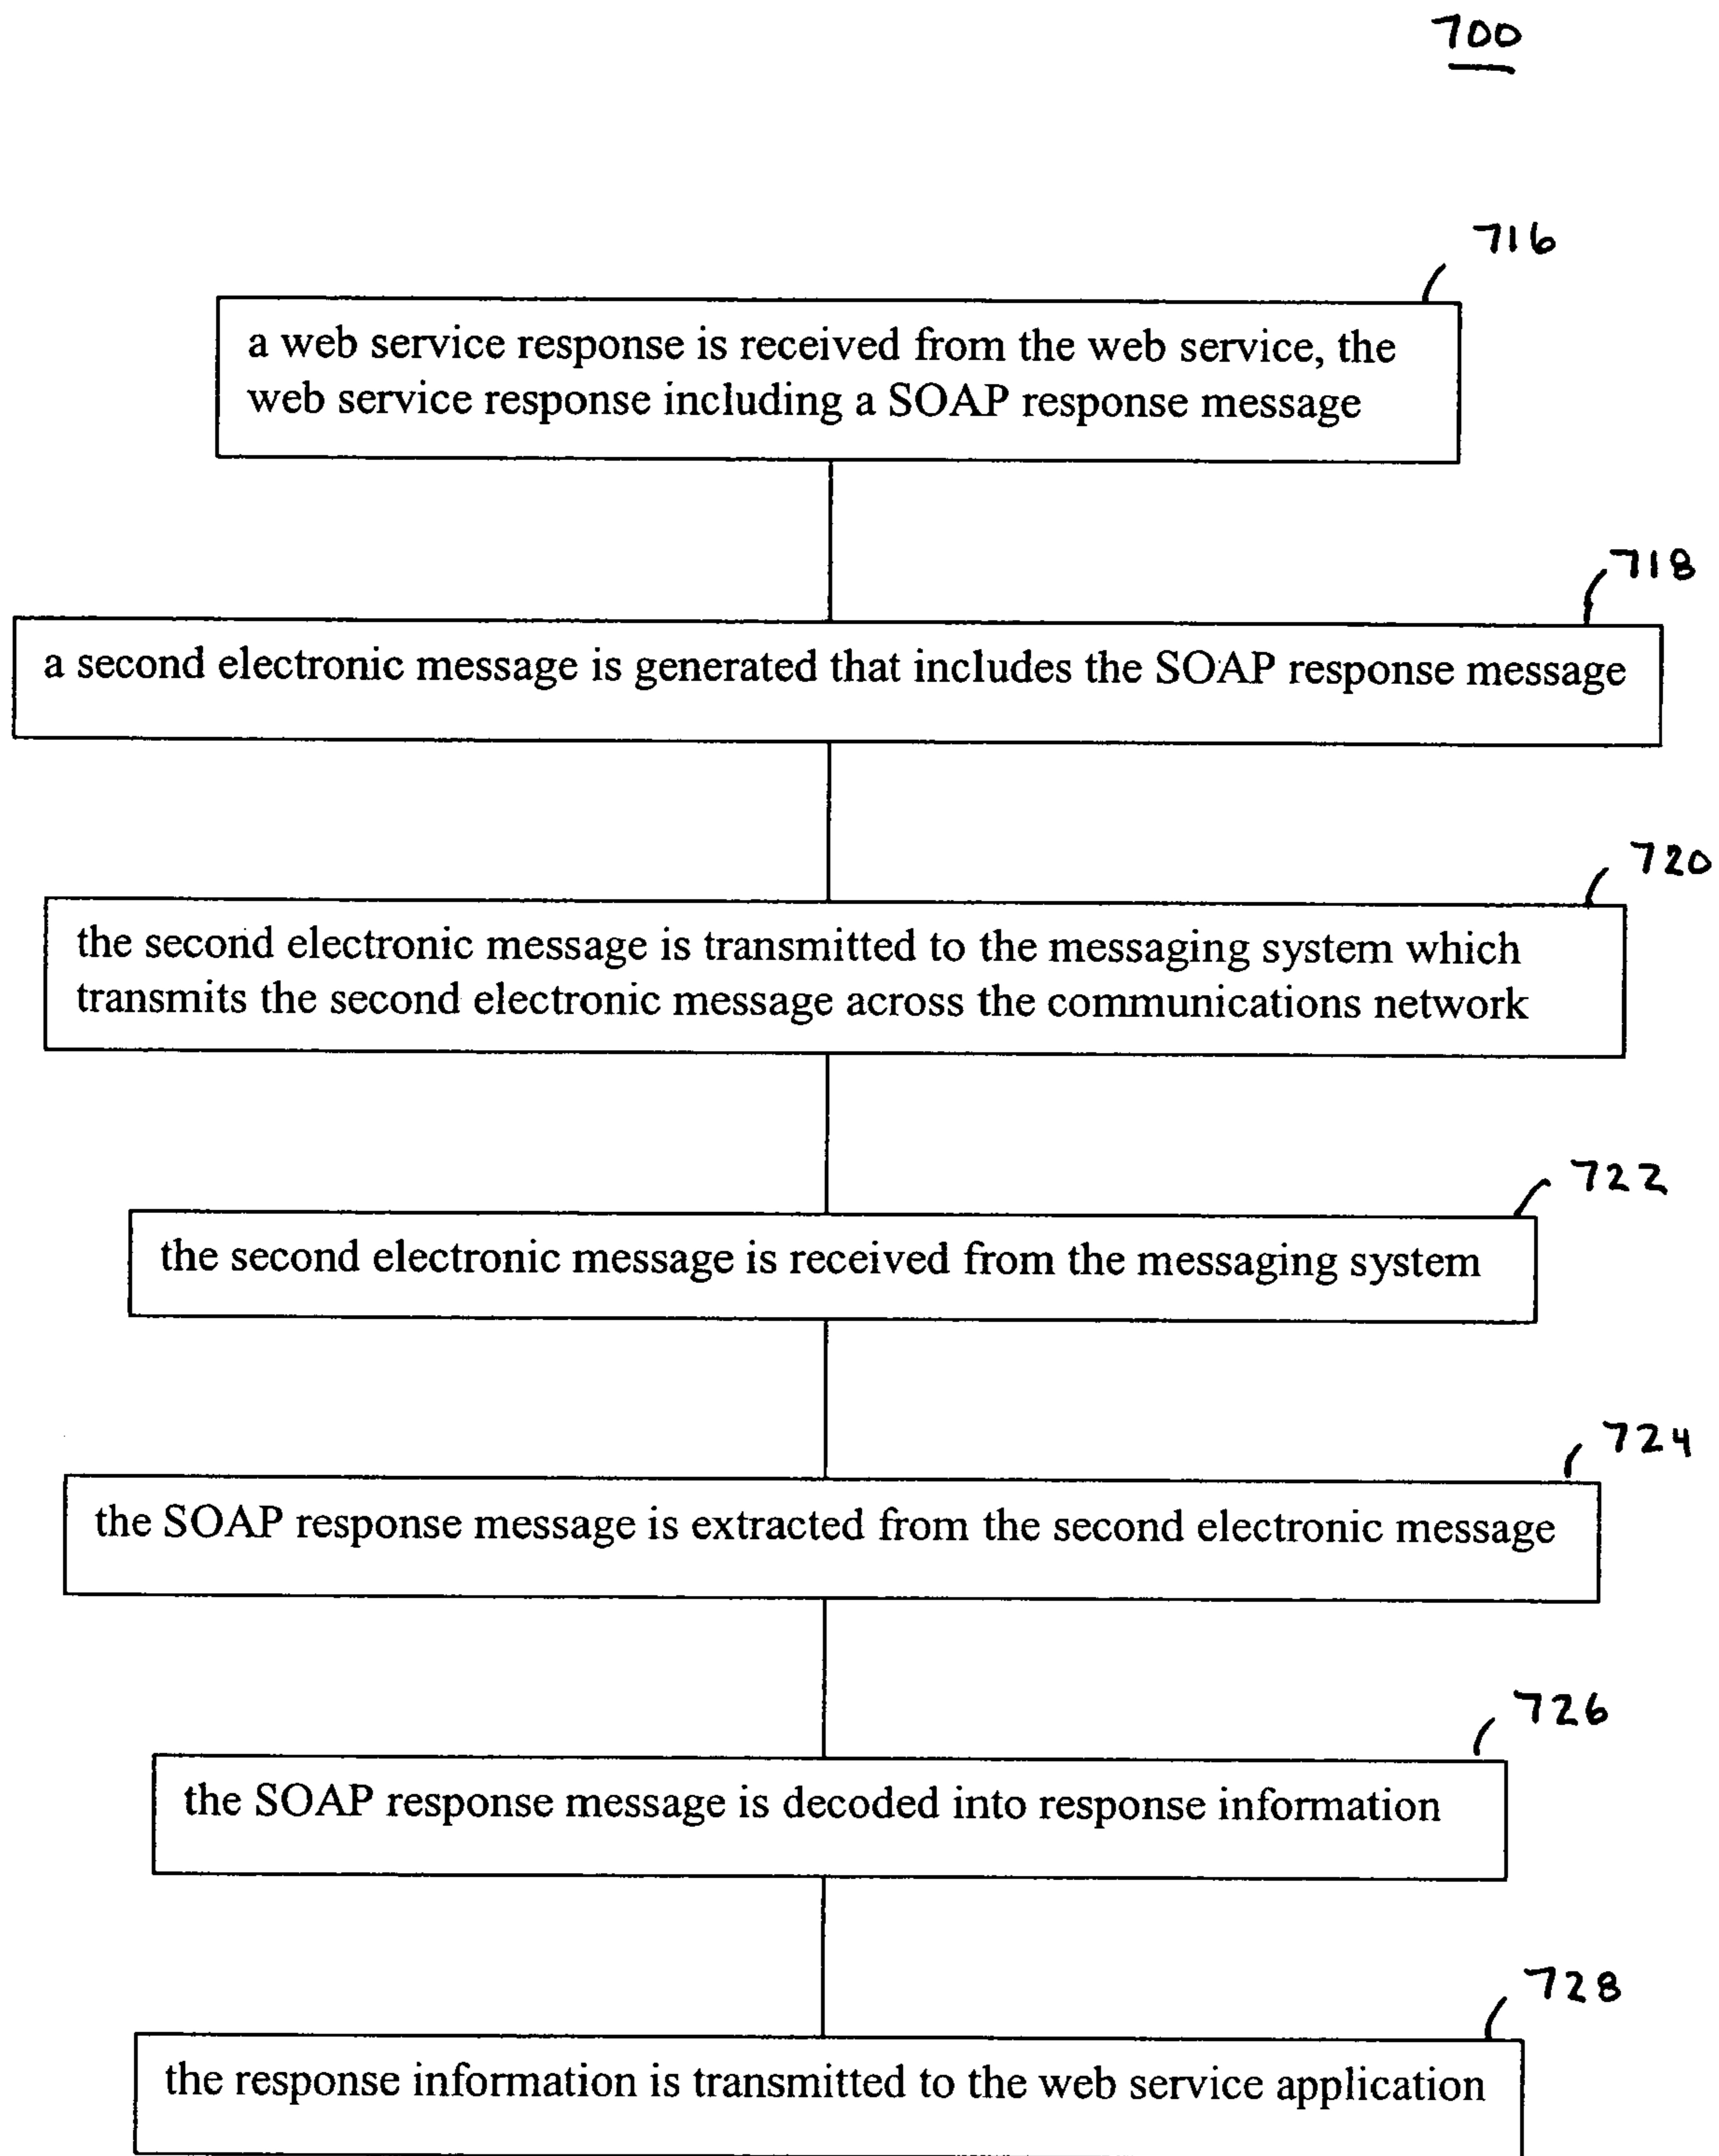 700
716
a web service response is received from the web service, the
web service response including a SOAP response message
718
a second electronic message is generated that includes the SOAP response message
720
the second electronic message is transmitted to the messaging system which
transmits the second electronic message across the communications network
722
the second electronic message is received from the messaging system
724
the SOAP response message is extracted from the second electronic message
726
the SOAP response message is decoded into response information
728
the response information is transmitted to the web service application